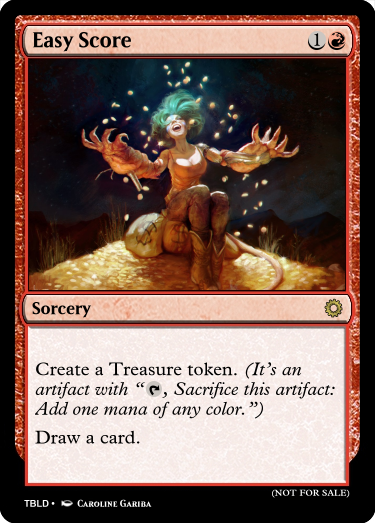 Easy Score 1
Sorcery
Create a Treasure token. (It's an
artifact with “, Sacrifice this artifact:
Add one mana of any color.”)
Draw a card.
(NOT FOR SALE)
TBLD • CAROLINE GARIBA